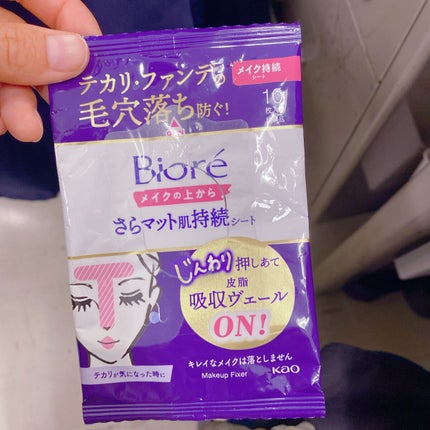 テカリ・ファンデの
毛穴落ち防ぐ!
メイク持続
シート
10
Bioré
メイクの上から
さらマット肌持続シート
じんわり押しあて
皮脂
吸収ヴェール
ON!
テカリが気になった時に
キレイなメイクは落としません
Makeup Fixer
Kao